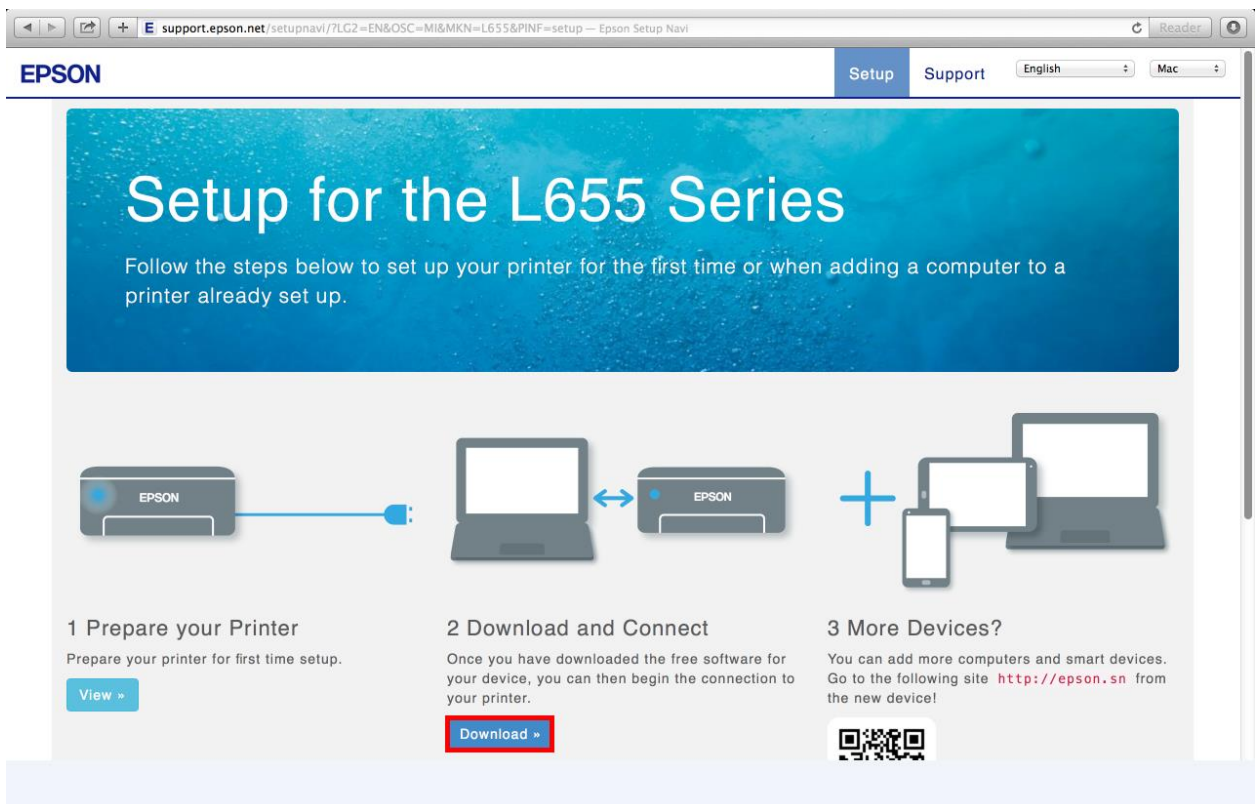 E support.epson.net/setupnavi/?LG2=EN&OSC=MI&MKN=L655&PINF=setup — Epson Setup Navi
Reader
EPSON
Setup
Support
English
Mac
Setup for the L655 Series
Follow the steps below to set up your printer for the first time or when adding a computer to a
printer already set up.
EPSON
EPSON
1 Prepare your Printer
Prepare your printer for first time setup.
View »
2 Download and Connect
Once you have downloaded the free software for
your device, you can then begin the connection to
your printer.
Download »
3 More Devices?
You can add more computers and smart devices.
Go to the following site http://epson.sn from
the new device!